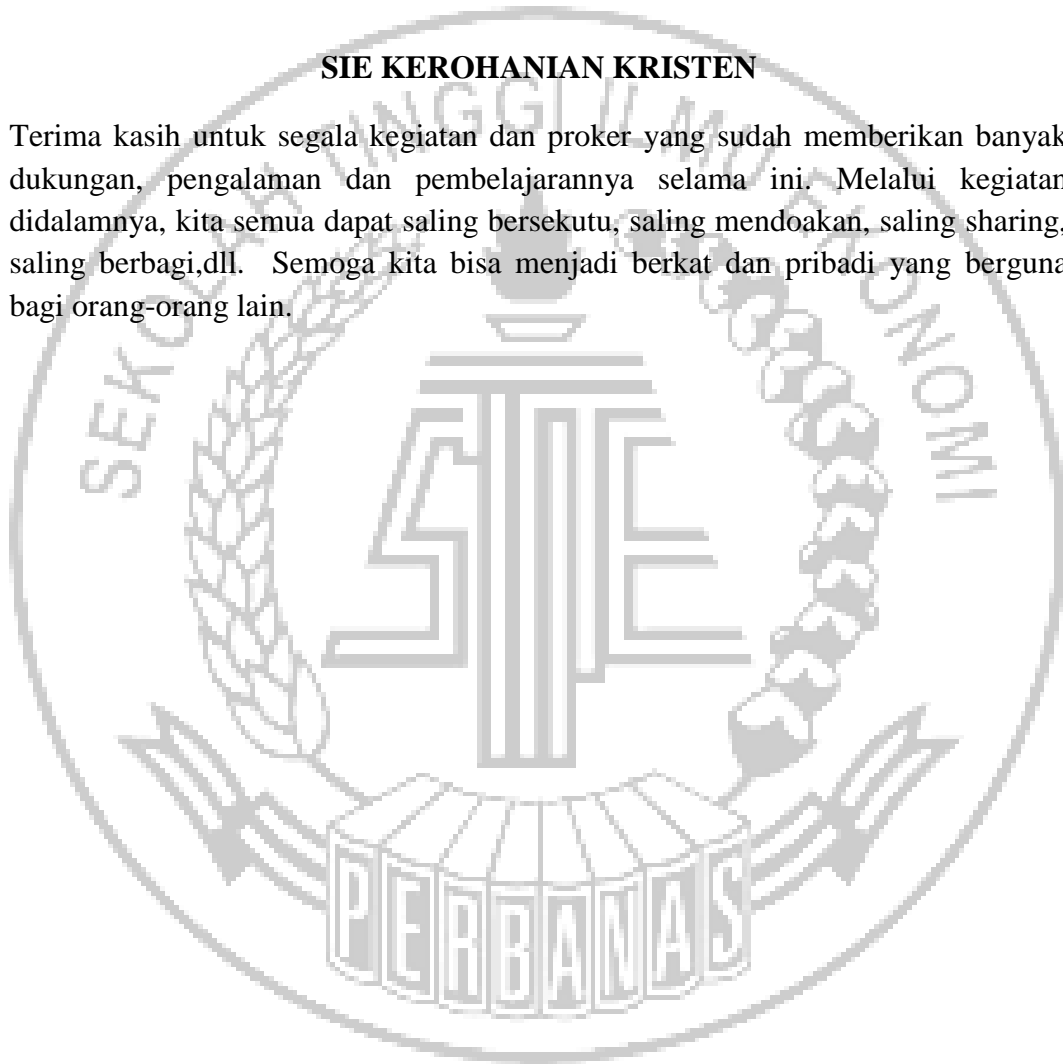 SIE KEROHANIAN KRISTEN
Terima kasih untuk segala kegiatan dan proker yang sudah memberikan banyak
dukungan, pengalaman dan pembelajarannya selama ini. Melalui kegiatan
didalamnya, kita semua dapat saling bersekutu, saling mendoakan, saling sharing,
saling berbagi,dll. Semoga kita bisa menjadi berkat dan pribadi yang berguna
bagi orang-orang lain.
SEKOLAH TINGGI ILMU EKONOMI
STIE
PERBANAS